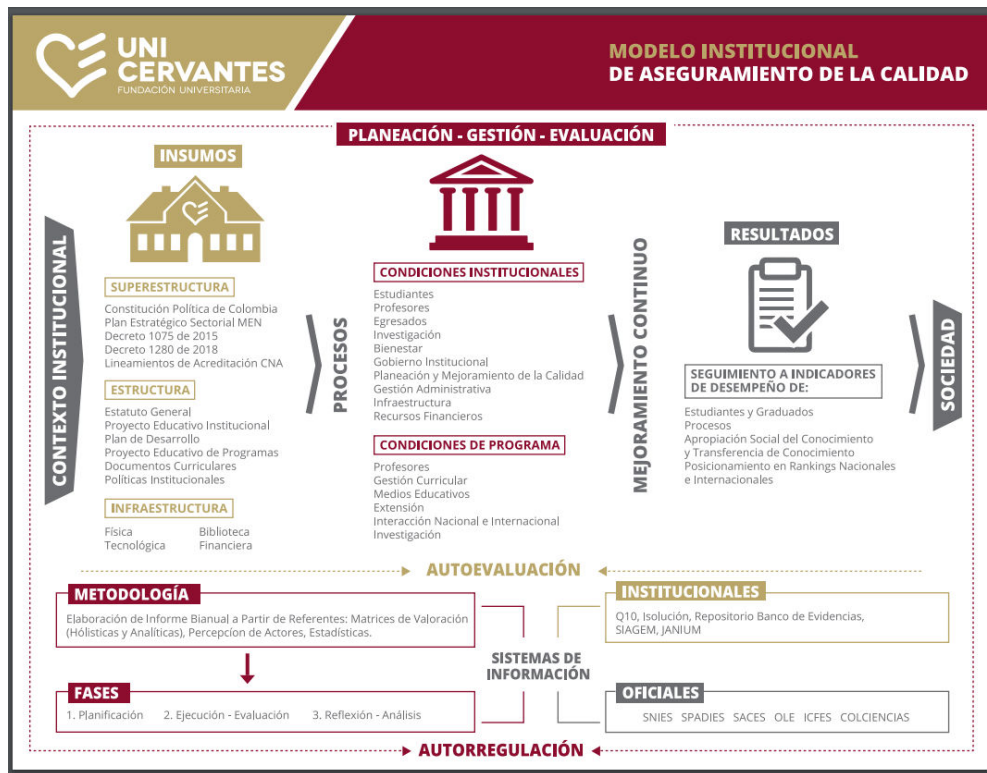 UNI
CERVANTES
FUNDACIÓN UNIVERSITARIA
MODELO INSTITUCIONAL
DE ASEGURAMIENTO DE LA CALIDAD
PLANEACIÓN - GESTIÓN - EVALUACIÓN
CONTEXTO INSTITUCIONAL
INSUMOS
SUPERESTRUCTURA
Constitución Política de Colombia
Plan Estratégico Sectorial MEN
Decreto 1075 de 2015
Decreto 1280 de 2018
Lineamientos de Acreditación CNA
ESTRUCTURA
Estatuto General
Proyecto Educativo Institucional
Plan de Desarrollo
Proyecto Educativo de Programas
Documentos Curriculares
Políticas Institucionales
INFRAESTRUCTURA
Física Biblioteca
Tecnológica Financiera
PROCESOS
CONDICIONES INSTITUCIONALES
Estudiantes
Profesores
Egresados
Investigación
Bienestar
Gobierno Institucional
Planeación y Mejoramiento de la Calidad
Gestión Administrativa
Infraestructura
Recursos Financieros
CONDICIONES DE PROGRAMA
Profesores
Gestión Curricular
Medios Educativos
Extensión
Interacción Nacional e Internacional
Investigación
MEJORAMIENTO CONTINUO
RESULTADOS
SEGUIMIENTO A INDICADORES
DE DESEMPEÑO DE:
Estudiantes y Graduados
Procesos
Apropiación Social del Conocimiento
y Transferencia de Conocimiento
Posicionamiento en Rankings Nacionales
e Internacionales
SOCIEDAD
AUTOEVALUACIÓN
METODOLOGÍA
Elaboración de Informe Bianual a Partir de Referentes: Matrices de Valoración
(Hólisticas y Analíticas), Percepcíon de Actores, Estadísticas.
FASES
1. Planificación 2. Ejecución - Evaluación 3. Reflexión - Análisis
SISTEMAS DE
INFORMACIÓN
INSTITUCIONALES
Q10, Isolución, Repositorio Banco de Evidencias,
SIAGEM, JANIUM
OFICIALES
SNIES SPADIES SACES OLE ICFES COLCIENCIAS
AUTORREGULACIÓN